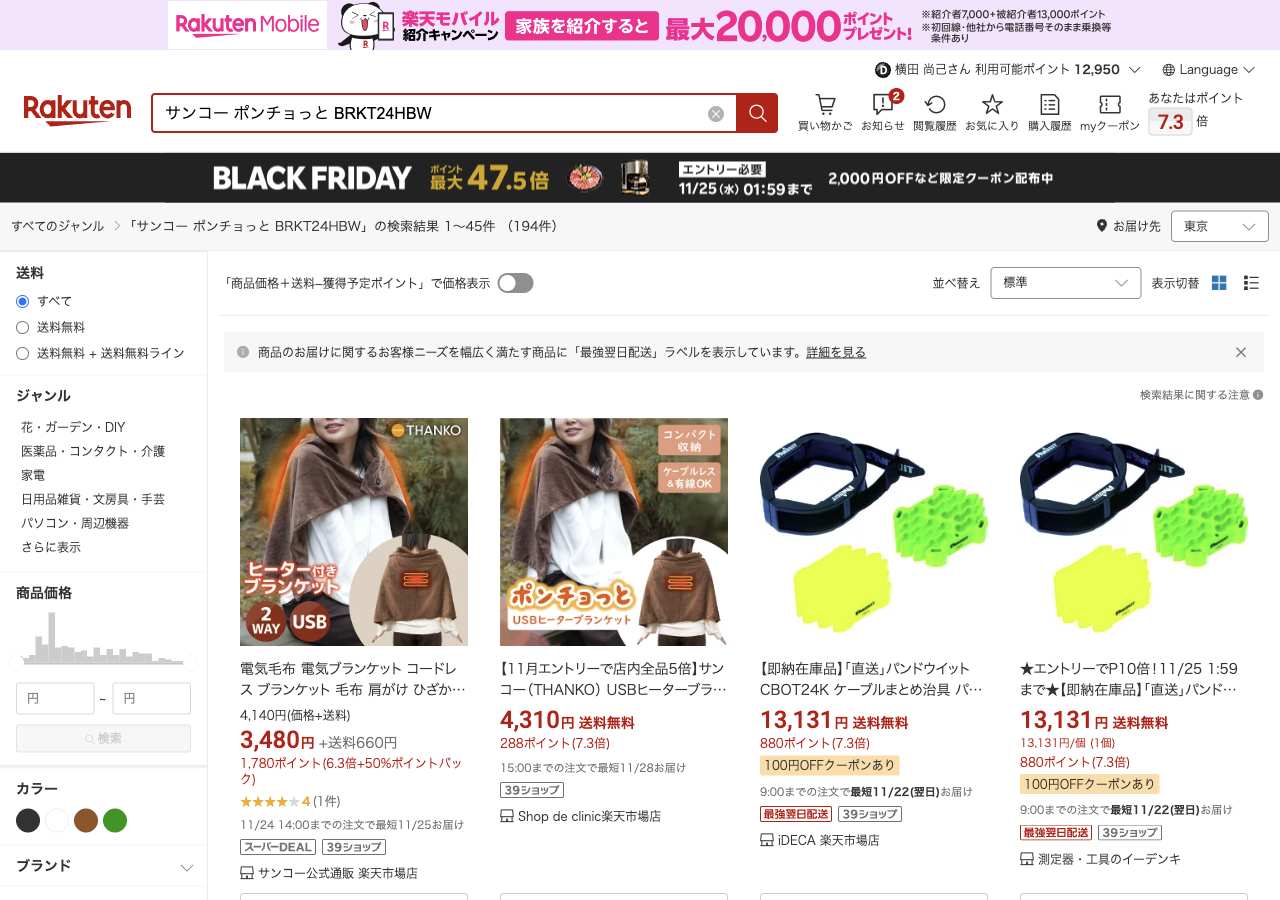 Rakuten Mobile
楽天モバイル
紹介キャンペーン
家族を紹介すると
最大20,000ポイントプレゼント!
※紹介者7,000+被紹介者13,000ポイント
※初回線・他社から電話番号そのまま乗換等
条件あり
横田 尚己さん 利用可能ポイント 12,950
Language
Rakuten
サンコー ポンチョっと BRKT24HBW
買い物かご
2
お知らせ
閲覧履歴
お気に入り
購入履歴
myクーポン
あなたはポイント
7.3 倍
BLACK FRIDAY
ポイント最大47.5倍
エントリー必要
11/25(水) 01:59まで
2,000円OFFなど限定クーポン配布中
すべてのジャンル
「サンコー ポンチョっと BRKT24HBW」の検索結果 1〜45件 (194件)
お届け先
東京
送料
すべて
送料無料
送料無料 + 送料無料ライン
ジャンル
花・ガーデン・DIY
医薬品・コンタクト・介護
家電
日用品雑貨・文房具・手芸
パソコン・周辺機器
さらに表示
商品価格
円 ~ 円
検索
カラー
ブランド
「商品価格+送料−獲得予定ポイント」で価格表示
並べ替え
標準
表示切替
商品のお届けに関するお客様ニーズを幅広く満たす商品に「最強翌日配送」ラベルを表示しています。詳細を見る
検索結果に関する注意
THANKO
ヒーター付き
ブランケット
2
WAY
USB
電気毛布 電気ブランケット コードレ
ス ブランケット 毛布 肩がけ ひざか…
4,140円(価格+送料)
3,480円 +送料660円
1,780ポイント(6.3倍+50%ポイントバッ
ク)
4 (1件)
11/24 14:00までの注文で最短11/25お届け
スーパーDEAL
39ショップ
サンコー公式通販 楽天市場店
コンパクト
収納
ケーブルレス
&有線OK
ポンチョっと
USBヒーターブランケット
【11月エントリーで店内全品5倍】サン
コー(THANKO) USBヒーターブラ…
4,310円 送料無料
288ポイント(7.3倍)
15:00までの注文で最短11/28お届け
39ショップ
Shop de clinic楽天市場店
【即納在庫品】「直送」パンドウイット
CBOT24K ケーブルまとめ治具 パ…
13,131円 送料無料
880ポイント(7.3倍)
100円OFFクーポンあり
9:00までの注文で最短11/22(翌日)お届け
最強翌日配送
39ショップ
iDECA 楽天市場店
★エントリーでP10倍!11/25 1:59
まで★【即納在庫品】「直送」パンド…
13,131円 送料無料
13,131円/個 (1個)
880ポイント(7.3倍)
100円OFFクーポンあり
9:00までの注文で最短11/22(翌日)お届け
最強翌日配送
39ショップ
測定器・工具のイーデンキ